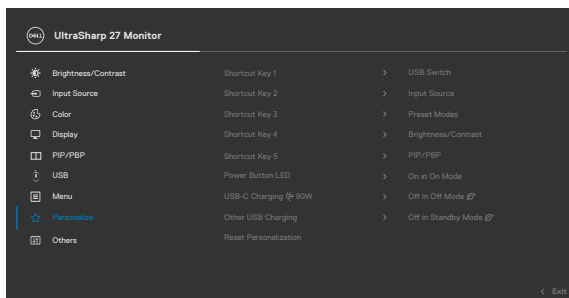 DELL UltraSharp 27 Monitor
Brightness/Contrast Shortcut Key 1 > USB Switch
Input Source Shortcut Key 2 > Input Source
Color Shortcut Key 3 > Preset Modes
Display Shortcut Key 4 > Brightness/Contrast
PIP/PBP Shortcut Key 5 > PIP/PBP
USB Power Button LED > On in On Mode
Menu USB-C Charging 90W > Off in Off Mode
Personalize Other USB Charging > Off in Standby Mode
Others Reset Personalization
< Exit